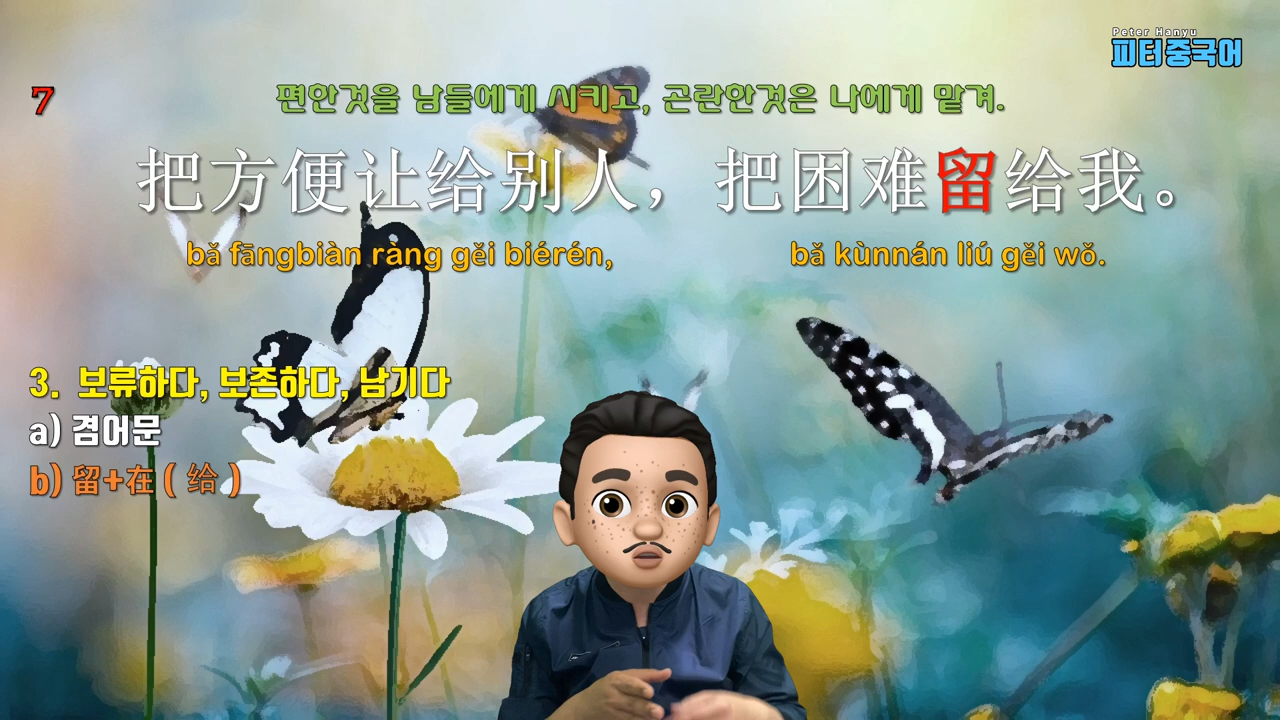 Peter Hanyu
피터중국어
7
편안한것을 남들에게 시키고, 곤란안것은 나에게 맡겨.
把方便让给别人，把困难留给我。
bǎ fāngbiàn ràng gěi biérén, bǎ kùnnán liú gěi wǒ.
3. 보류하다, 보존하다, 남기다
a) 겸어문
b) 留+在 ( 给 )